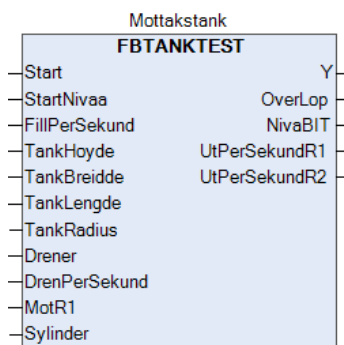 Mottakstank
FBTANKTEST
Start Y
StartNivaa OverLop
FillPerSekund NivaBIT
TankHoyde UtPerSekundR1
TankBreidde UtPerSekundR2
TankLengde
TankRadius
Drener
DrenPerSekund
MotR1
Sylinder